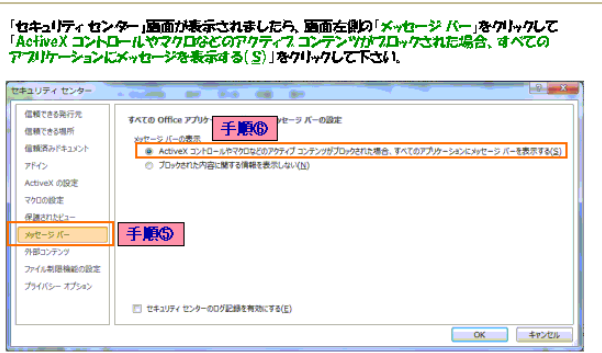 「セキュリティ センター」画面が表示されましたら、画面左側の「メッセージ バー」をクリックして
「ActiveX コントロールやマクロなどのアクティブ コンテンツがブロックされた場合、すべての
アプリケーションにメッセージを表示する(S)」をクリックして下さい。
セキュリティ センター
信頼できる発行元
信頼できる場所
信頼済みドキュメント
アドイン
ActiveX の設定
マクロの設定
保護されたビュー
メッセージ バー
外部コンテンツ
ファイル制限機能の設定
プライバシー オプション
手順⑤
すべての Office アプリケ
手順⑥
ッセージ バーの設定
メッセージ バーの表示
ActiveX コントロールやマクロなどのアクティブ コンテンツがブロックされた場合、すべてのアプリケーションにメッセージ バーを表示する(S)
ブロックされた内容に関する情報を表示しない(N)
セキュリティ センターのログ記録を有効にする(E)
OK
キャンセル